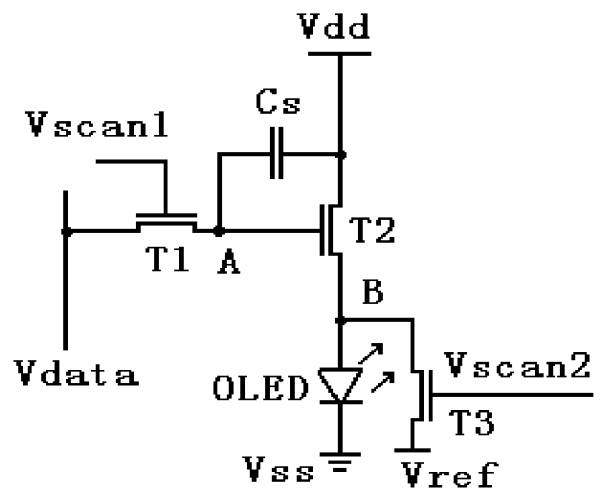 Vdd
Cs
Vscan1
T1
A
T2
B
Vdata
OLED
Vscan2
T3
Vss
Vref